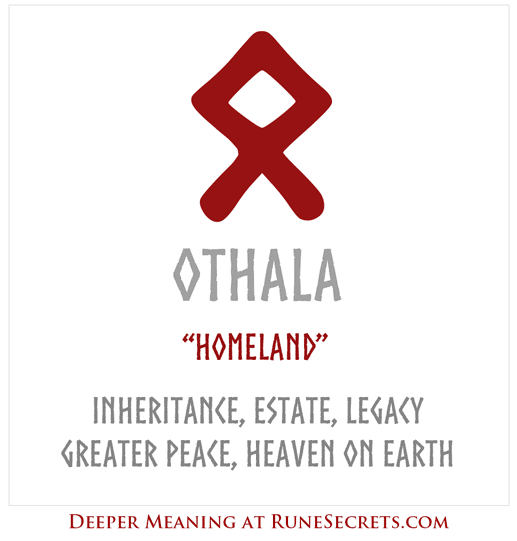 OTHALA
“HOMELAND”
INHERITANCE, ESTATE, LEGACY
GREATER PEACE, HEAVEN ON EARTH
DEEPER MEANING AT RUNESECRETS.COM